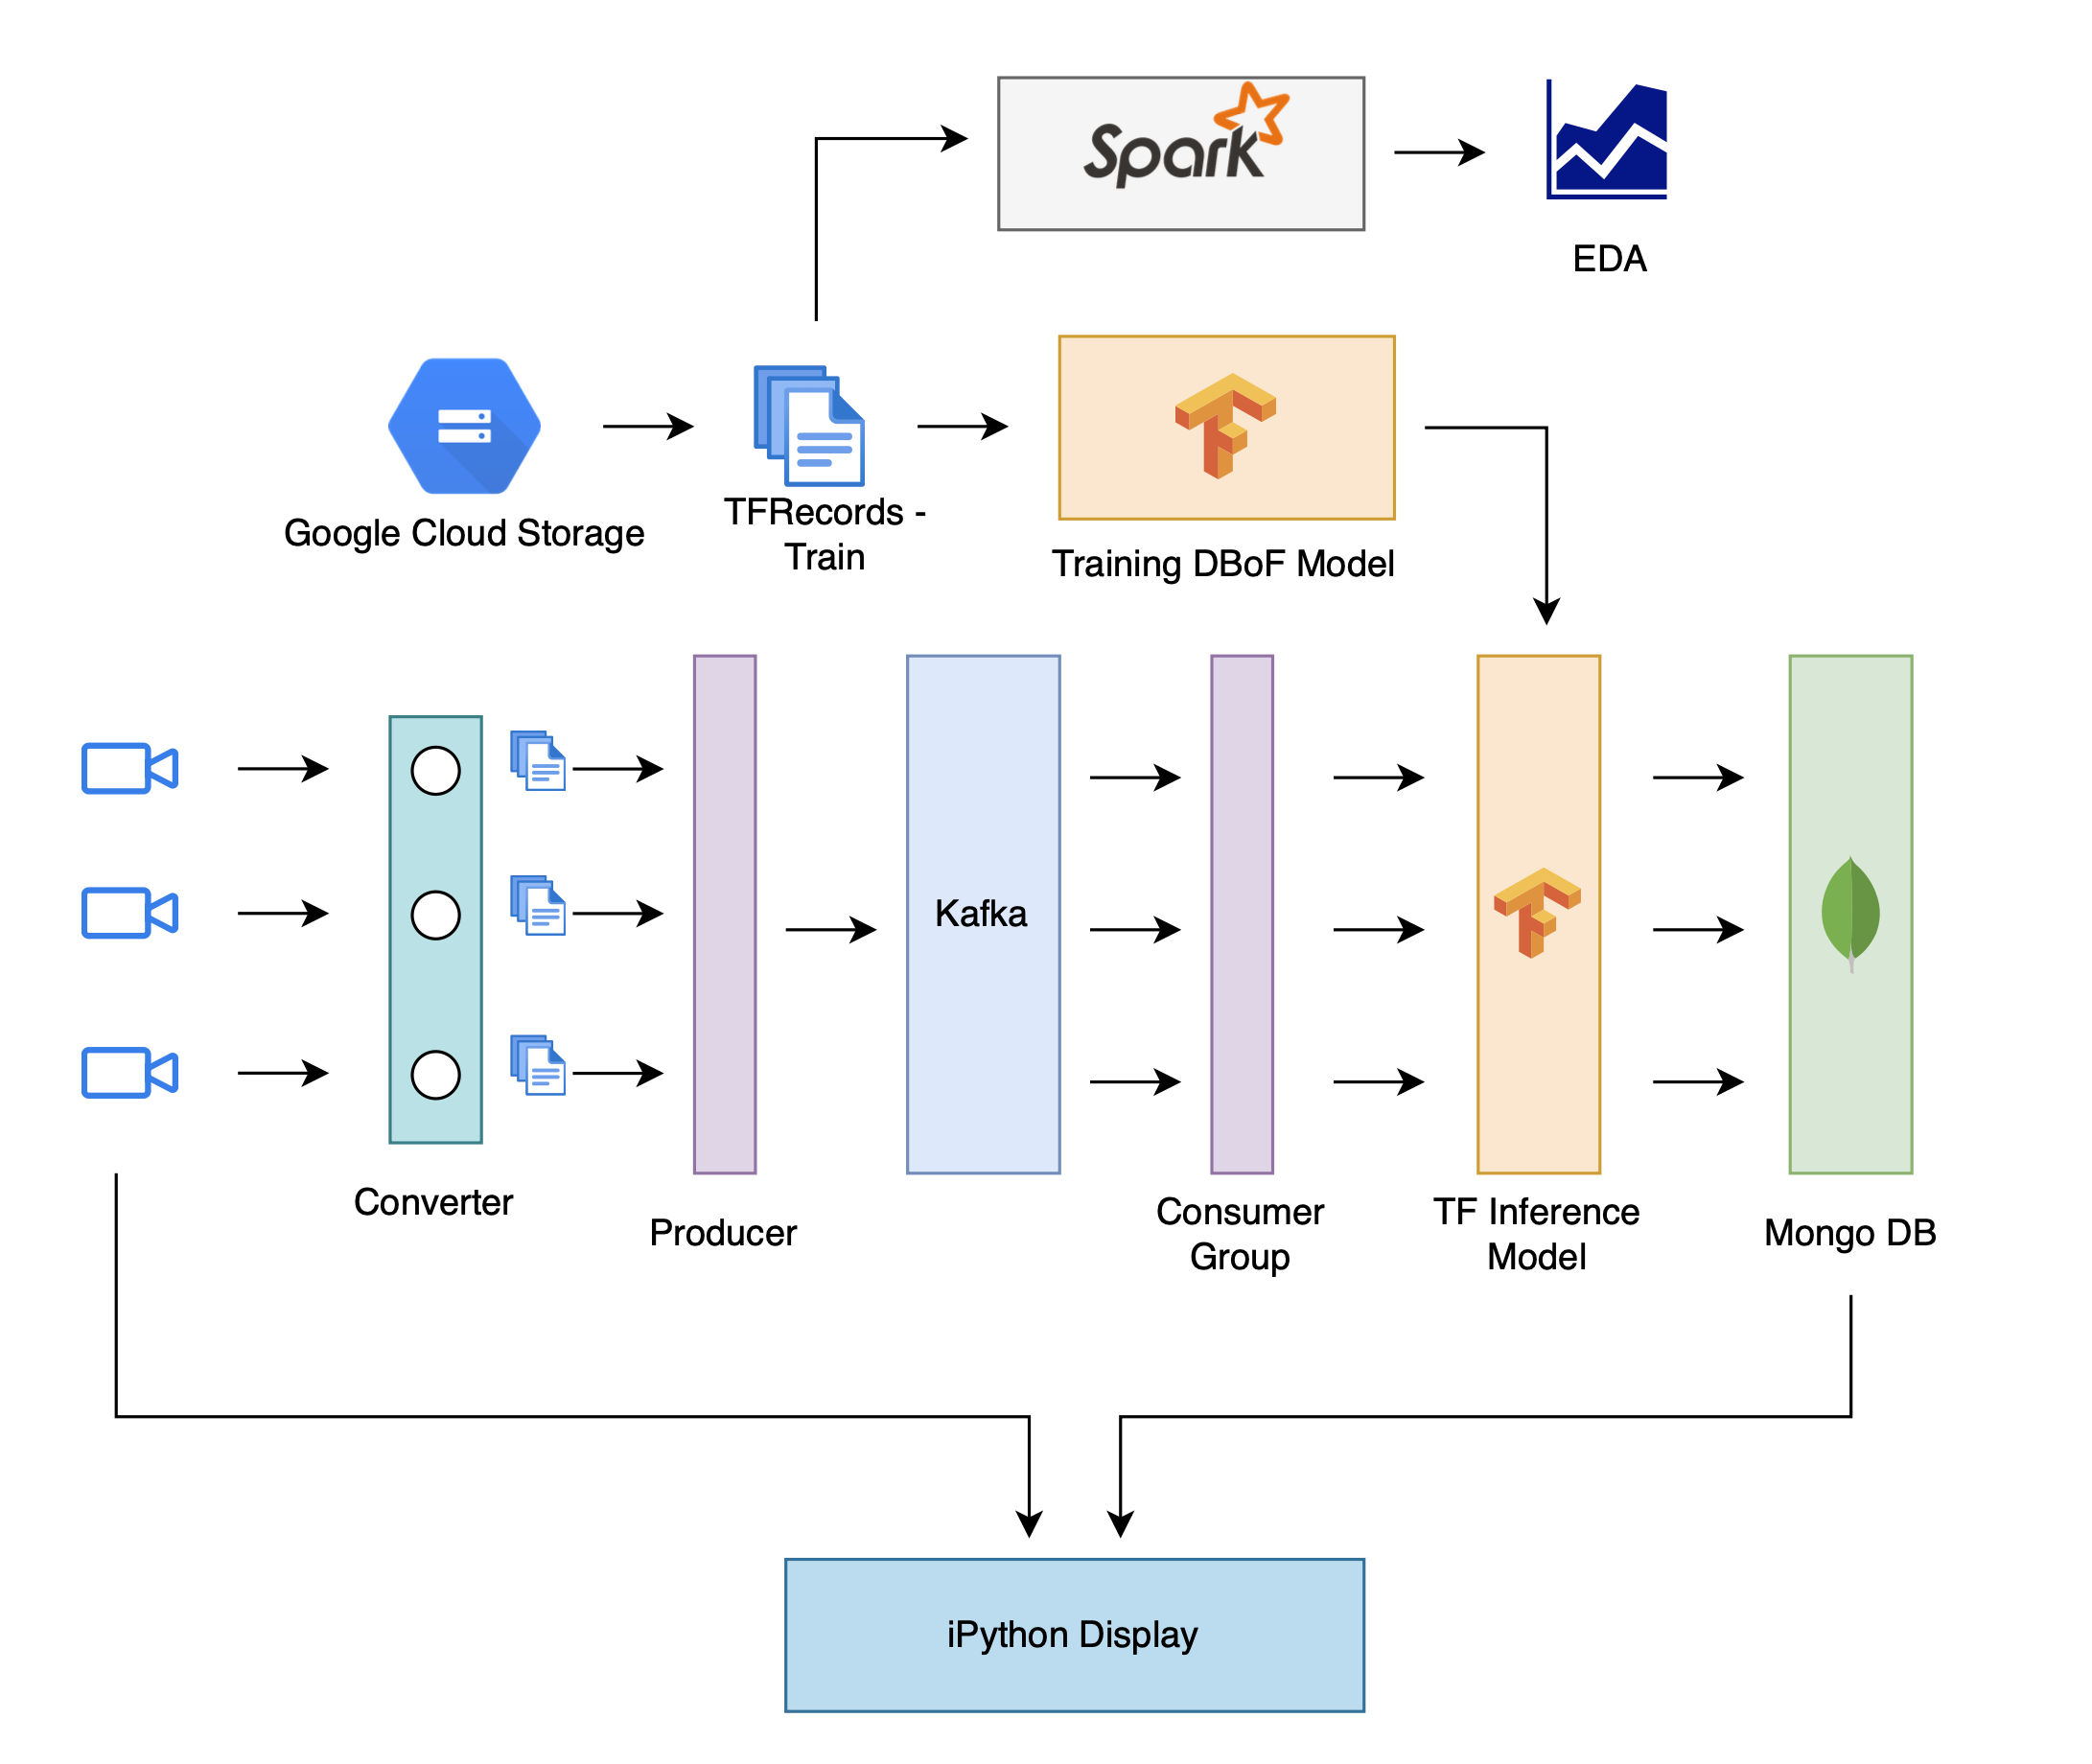 Spark
EDA
Google Cloud Storage
TFRecords -
Train
Training DBoF Model
Kafka
Converter
Producer
Consumer
Group
TF Inference
Model
Mongo DB
iPython Display